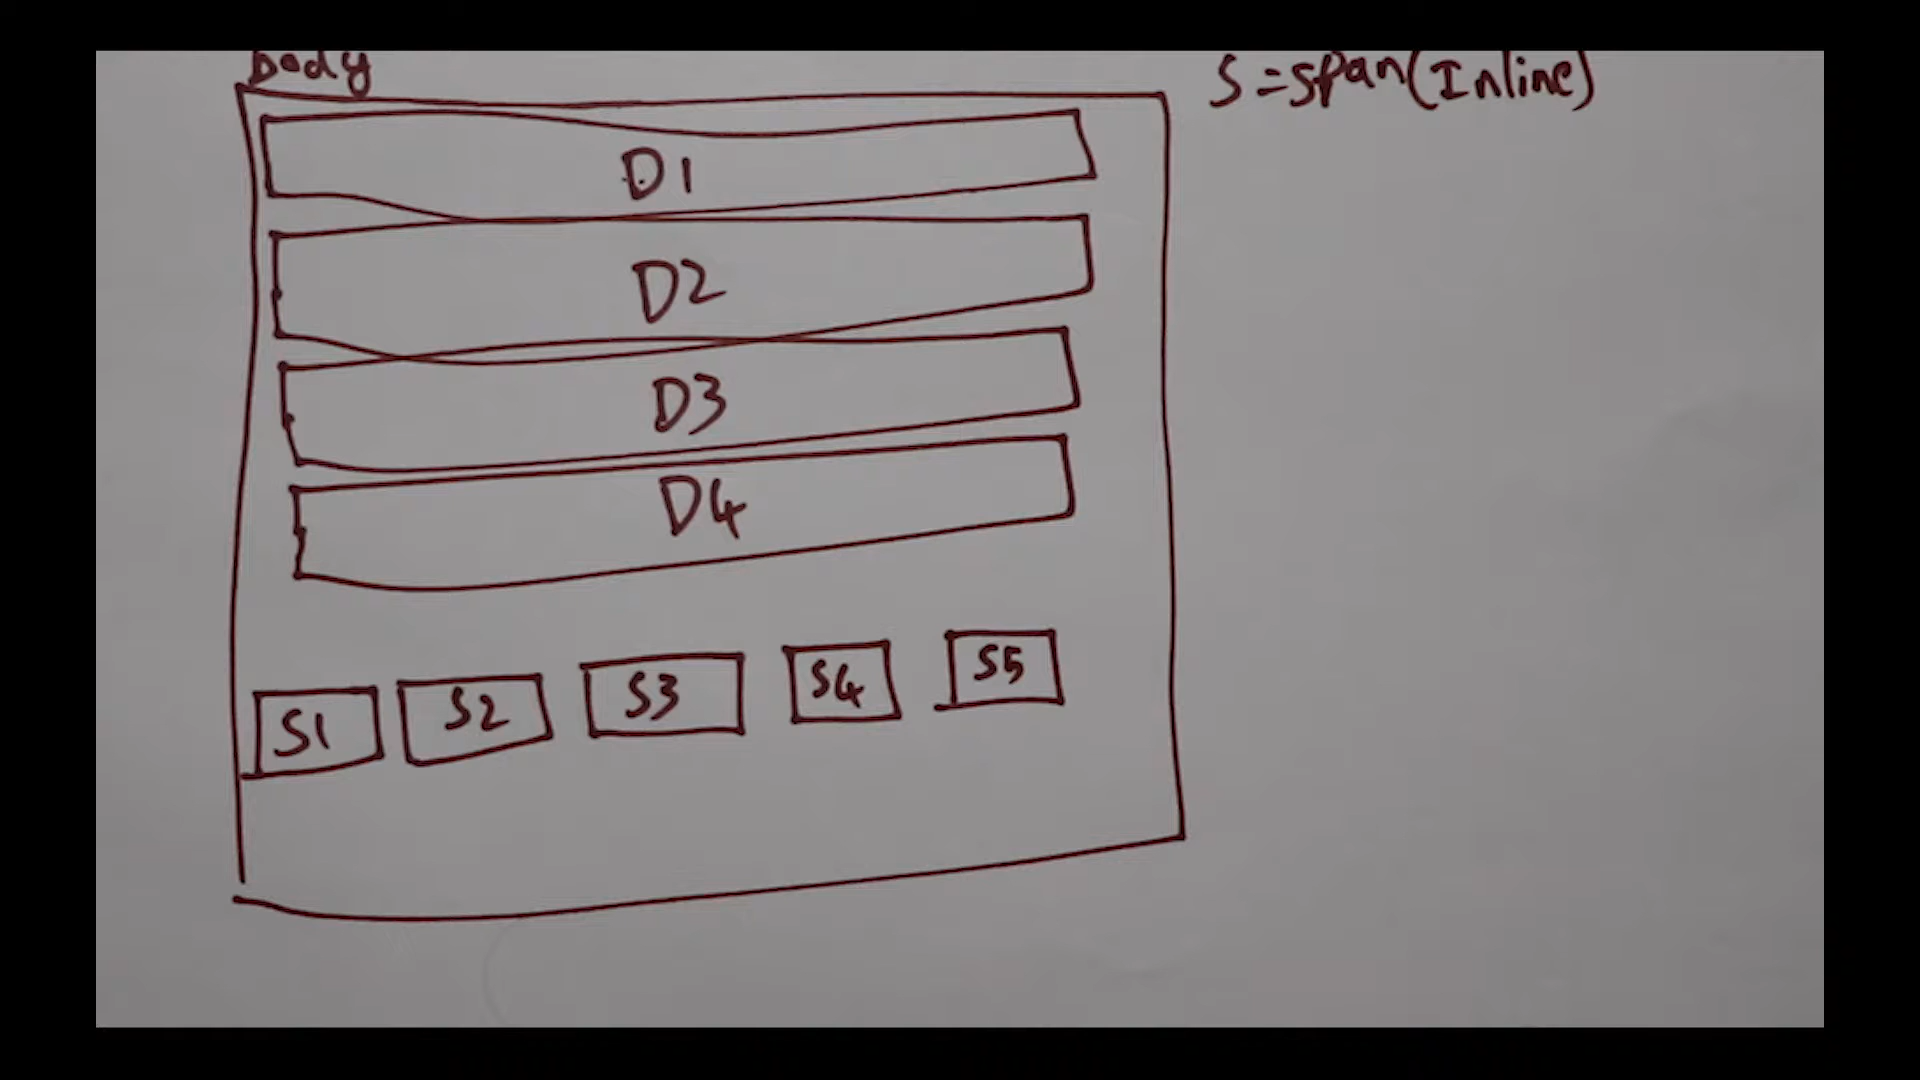 body
S = span(Inline)
D1
D2
D3
D4
S1 S2 S3 S4 S5